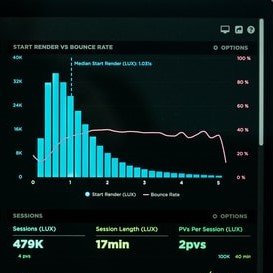 START RENDER VS BOUNCE RATE
OPTIONS
Median Start Render (LUX): 1.031s
40K
32K
24K
16K
8K
0
100 %
80 %
60 %
40 %
20 %
0 %
0 1 2 3 4 5
Start Render (LUX) Bounce Rate
SESSIONS
OPTIONS
Sessions (LUX) Session Length (LUX) PVs Per Session (LUX)
479K 17min 2pvs
4 pvs 100K 40 min